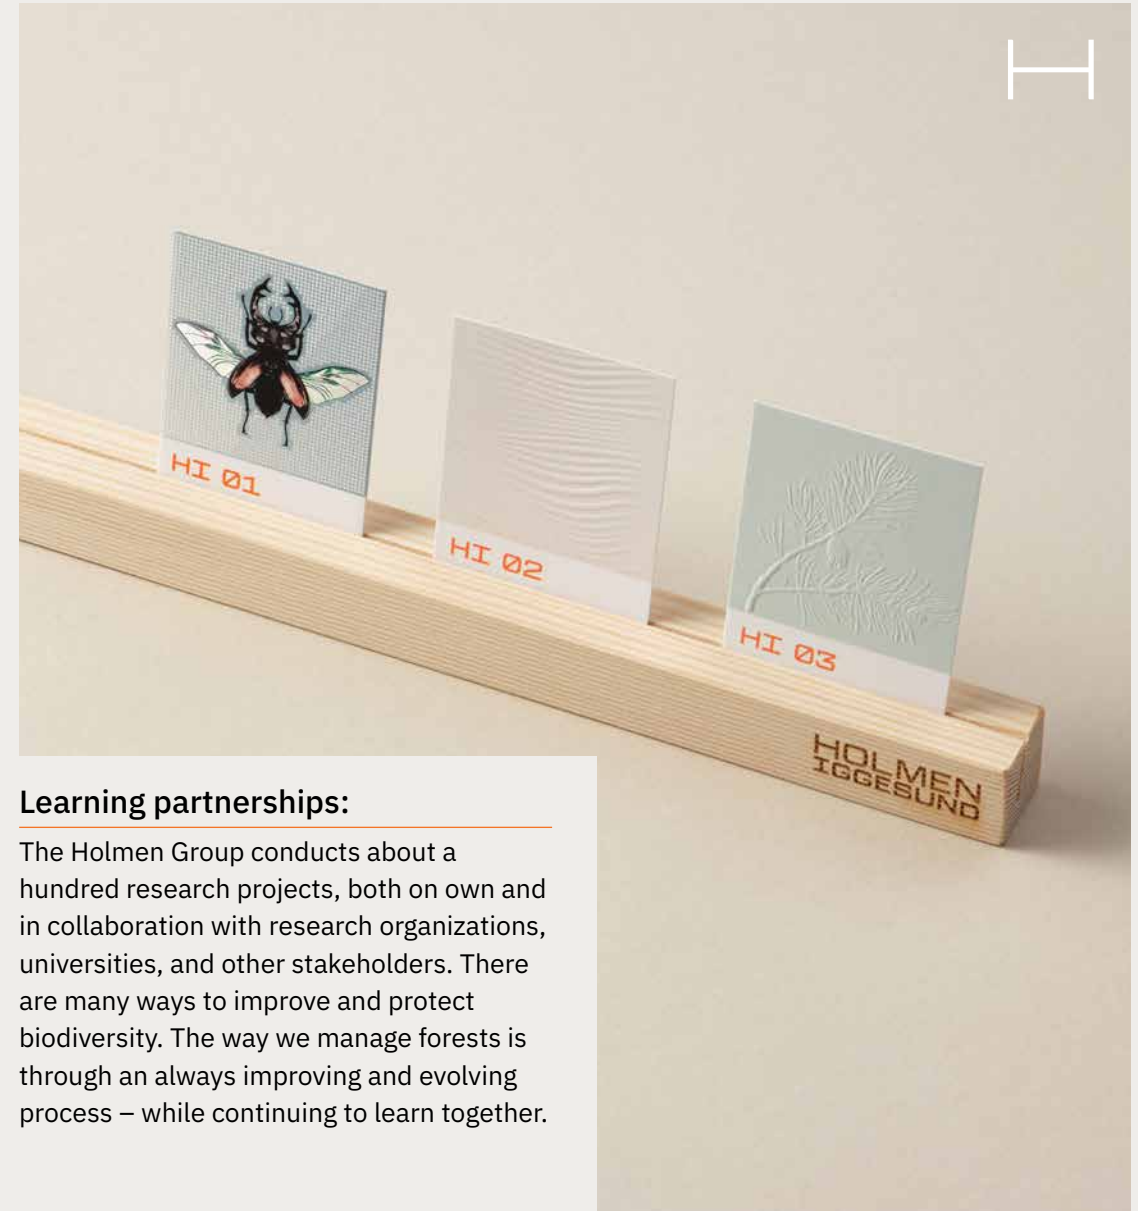 HI 01
HI 02
HI 03
HOLMEN
IGGESUND
Learning partnerships:
The Holmen Group conducts about a
hundred research projects, both on own and
in collaboration with research organizations,
universities, and other stakeholders. There
are many ways to improve and protect
biodiversity. The way we manage forests is
through an always improving and evolving
process – while continuing to learn together.